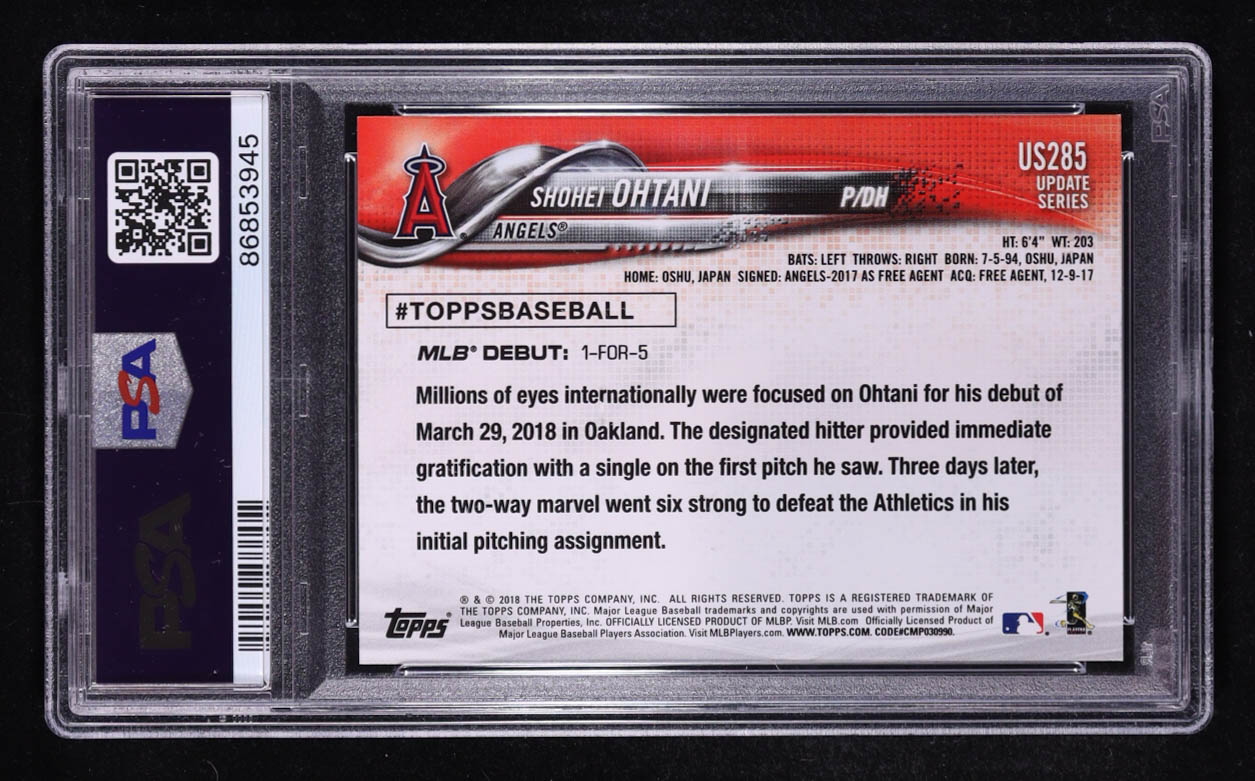 86853945
PSA
PSA
PSA
A
SHOHEI OHTANI P/DH
ANGELS®
US285
UPDATE
SERIES
HT: 6'4" WT: 203
BATS: LEFT THROWS: RIGHT BORN: 7-5-94, OSHU, JAPAN
HOME: OSHU, JAPAN SIGNED: ANGELS-2017 AS FREE AGENT ACQ: FREE AGENT, 12-9-17
#TOPPSBASEBALL
MLB® DEBUT: 1-FOR-5
Millions of eyes internationally were focused on Ohtani for his debut of
March 29, 2018 in Oakland. The designated hitter provided immediate
gratification with a single on the first pitch he saw. Three days later,
the two-way marvel went six strong to defeat the Athletics in his
initial pitching assignment.
Topps®
® & © 2018 THE TOPPS COMPANY, INC. ALL RIGHTS RESERVED. TOPPS IS A REGISTERED TRADEMARK OF
THE TOPPS COMPANY, INC. Major League Baseball trademarks and copyrights are used with permission of Major
League Baseball Properties, Inc. OFFICIALLY LICENSED PRODUCT OF MLBP. Visit MLB.com Officially Licensed Product of
Major League Baseball Players Association. Visit MLBPlayers.com. WWW.TOPPS.COM. CODE#CMP030990.